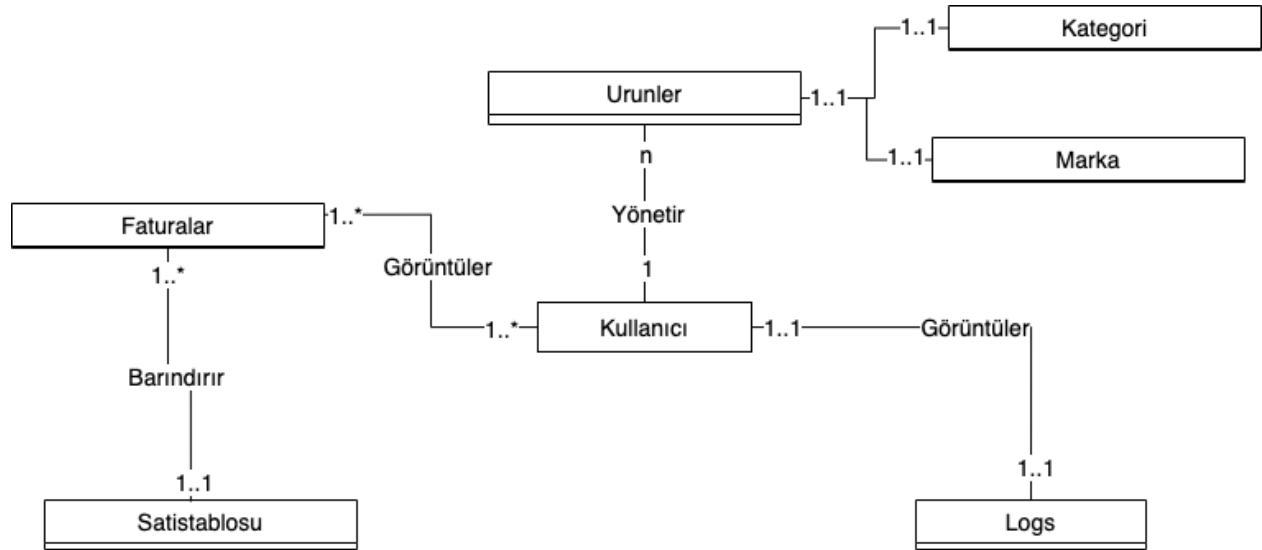 1..1 Kategori
Urunler 1..1
1..1 Marka
n
Yönetir
1
Faturalar 1..*
1..*
Görüntüler
1..* Kullanıcı 1..1 Görüntüler
Barındırır
1..1
1..1
Satistablosu
Logs